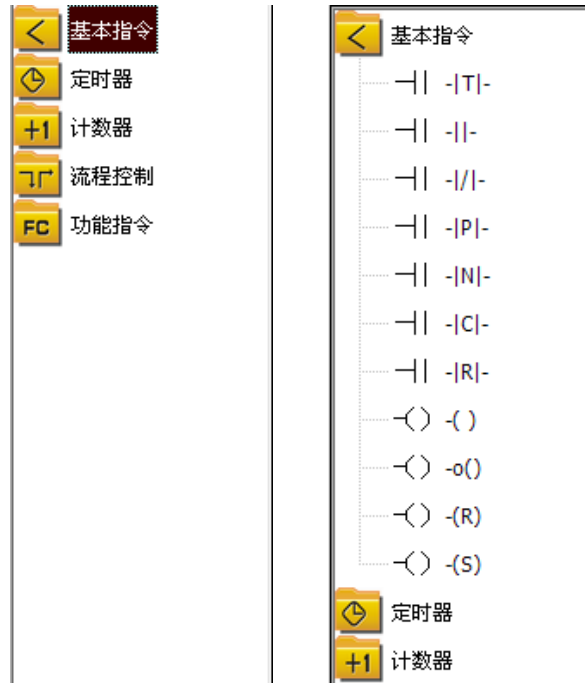 基本指令
定时器
+1 计数器
流程控制
FC 功能指令
基本指令
-|T|-
-||-
-|/|-
-|P|-
-|N|-
-|C|-
-|R|-
-( )
-o()
-(R)
-(S)
定时器
+1 计数器